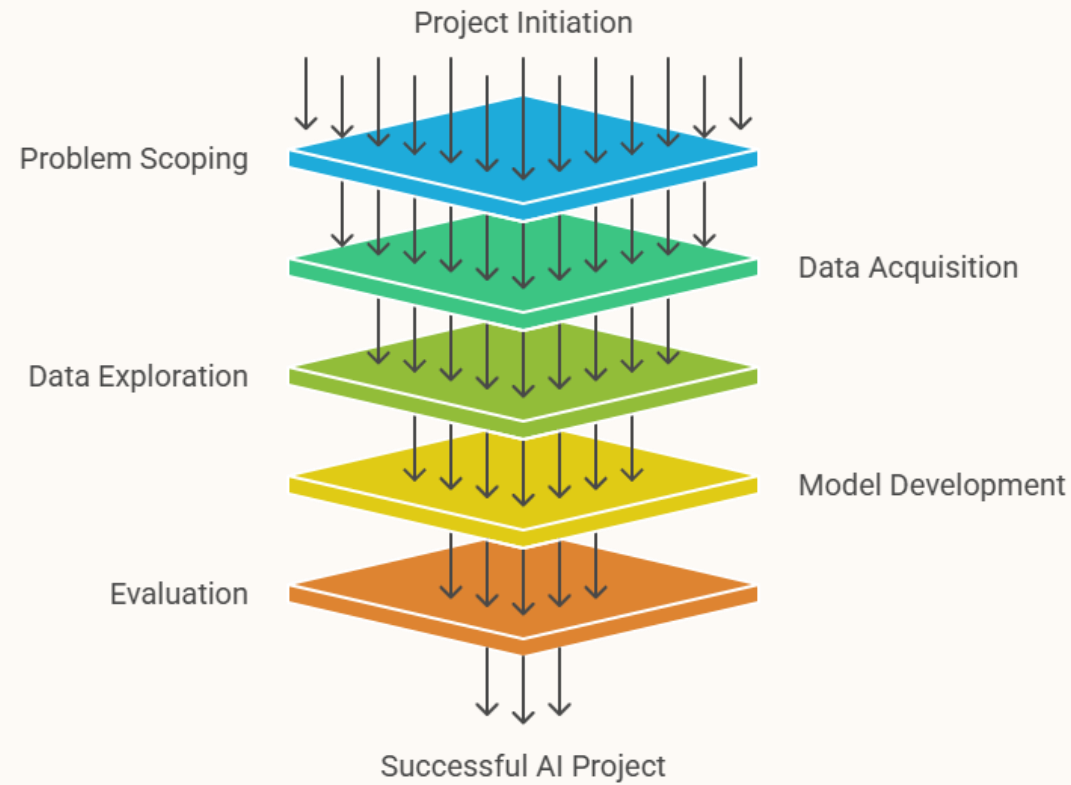 Project Initiation
Problem Scoping
Data Acquisition
Data Exploration
Model Development
Evaluation
Successful AI Project